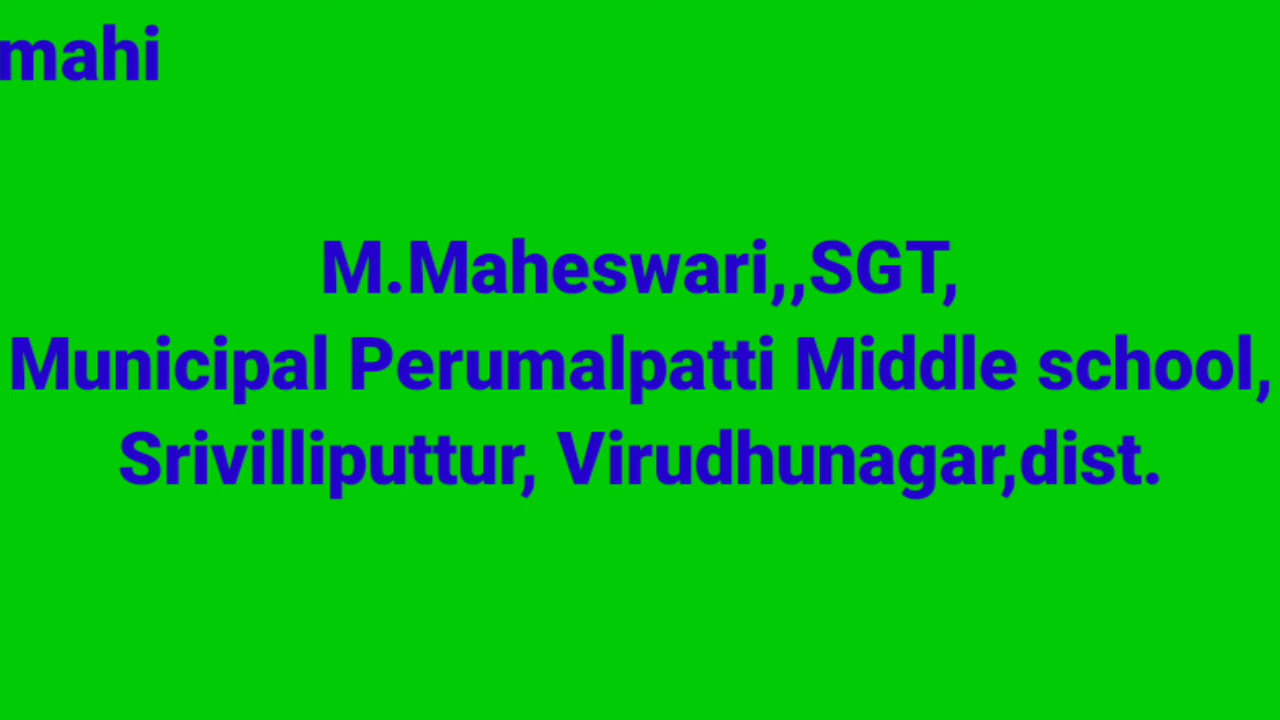 mahi
M.Maheswari,,SGT,
Municipal Perumalpatti Middle school,
Srivilliputtur, Virudhunagar,dist.